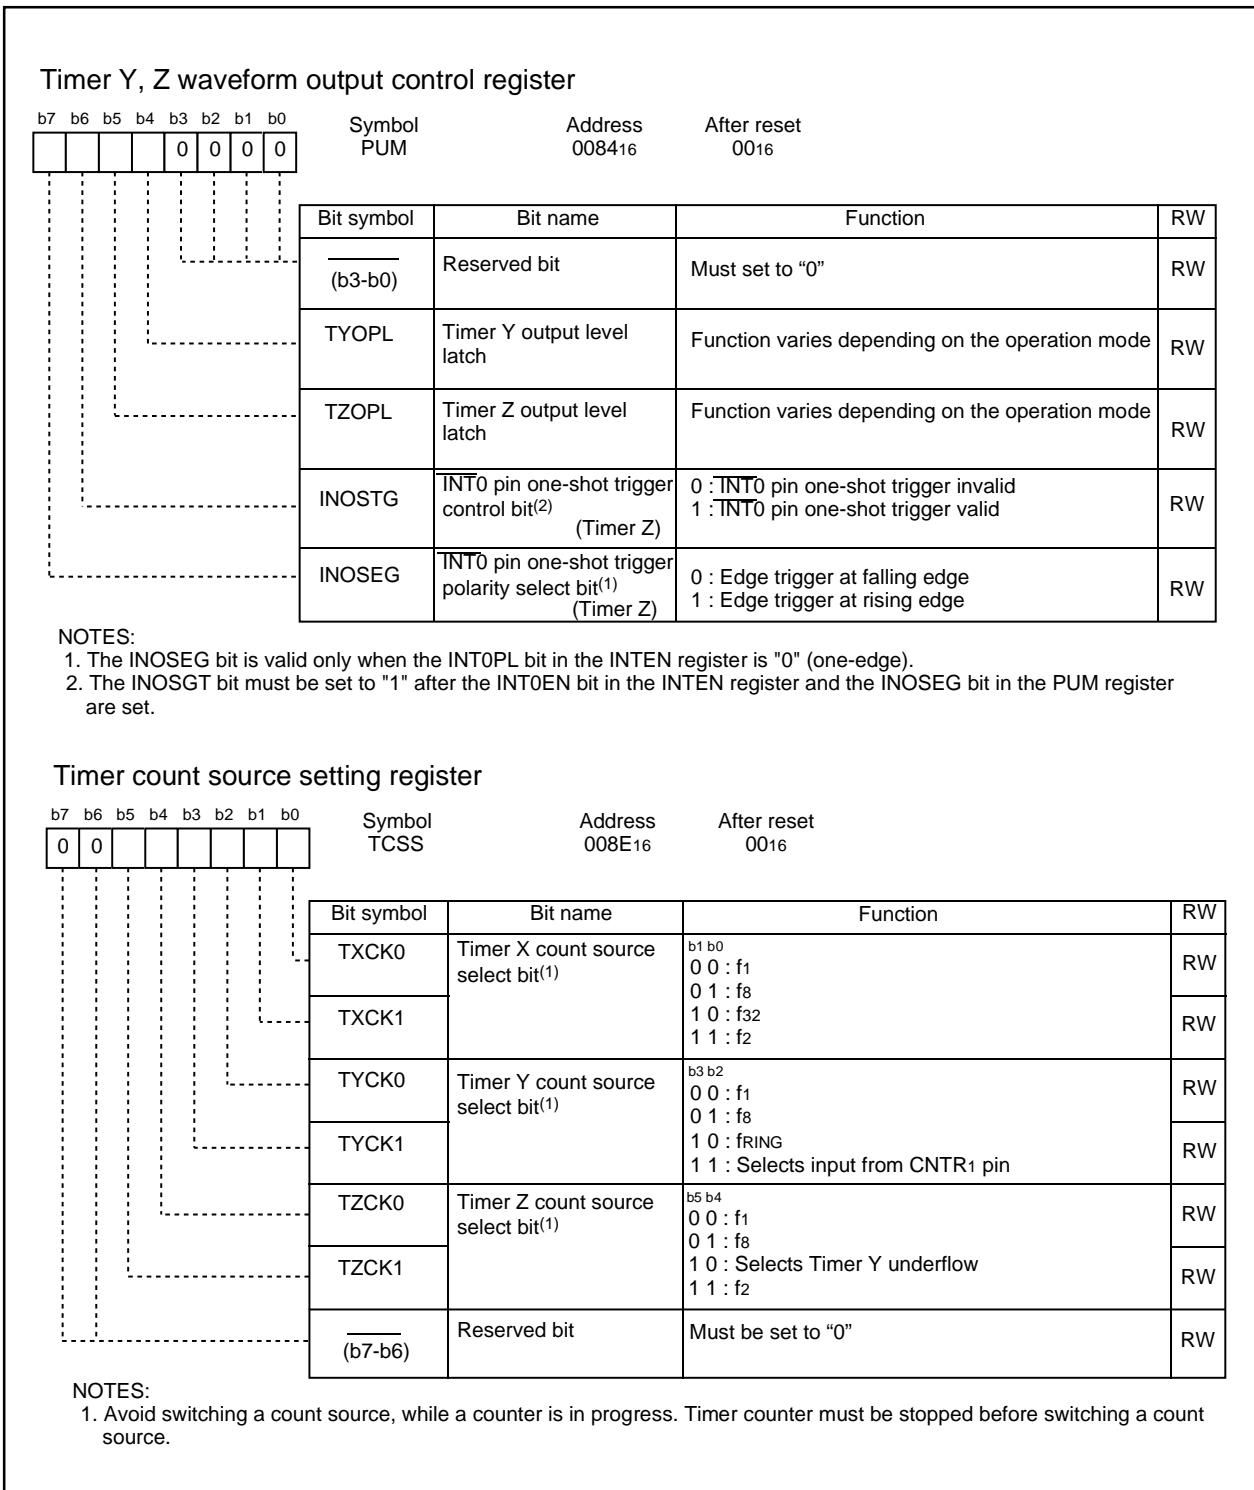 Timer Y, Z waveform output control register
b7 b6 b5 b4 b3 b2 b1 b0
Symbol Address After reset
0 0 0 0 PUM 008416 0016
Bit symbol Bit name Function RW
(b3-b0) Reserved bit Must set to “0” RW
TYOPL Timer Y output level latch Function varies depending on the operation mode RW
TZOPL Timer Z output level latch Function varies depending on the operation mode RW
INOSTG INT0 pin one-shot trigger control bit(2) (Timer Z) 0 : INT0 pin one-shot trigger invalid
1 : INT0 pin one-shot trigger valid RW
INOSEG INT0 pin one-shot trigger polarity select bit(1) (Timer Z) 0 : Edge trigger at falling edge
1 : Edge trigger at rising edge RW
NOTES:
1. The INOSEG bit is valid only when the INT0PL bit in the INTEN register is "0" (one-edge).
2. The INOSGT bit must be set to "1" after the INT0EN bit in the INTEN register and the INOSEG bit in the PUM register
are set.
Timer count source setting register
b7 b6 b5 b4 b3 b2 b1 b0
Symbol Address After reset
0 0 TCSS 008E16 0016
Bit symbol Bit name Function RW
TXCK0 Timer X count source select bit(1) b1 b0
0 0 : f1
0 1 : f8 RW
TXCK1 1 0 : f32
1 1 : f2 RW
TYCK0 Timer Y count source select bit(1) b3 b2
0 0 : f1
0 1 : f8 RW
TYCK1 1 0 : fRING
1 1 : Selects input from CNTR1 pin RW
TZCK0 Timer Z count source select bit(1) b5 b4
0 0 : f1
0 1 : f8 RW
TZCK1 1 0 : Selects Timer Y underflow
1 1 : f2 RW
(b7-b6) Reserved bit Must be set to “0” RW
NOTES:
1. Avoid switching a count source, while a counter is in progress. Timer counter must be stopped before switching a count
source.